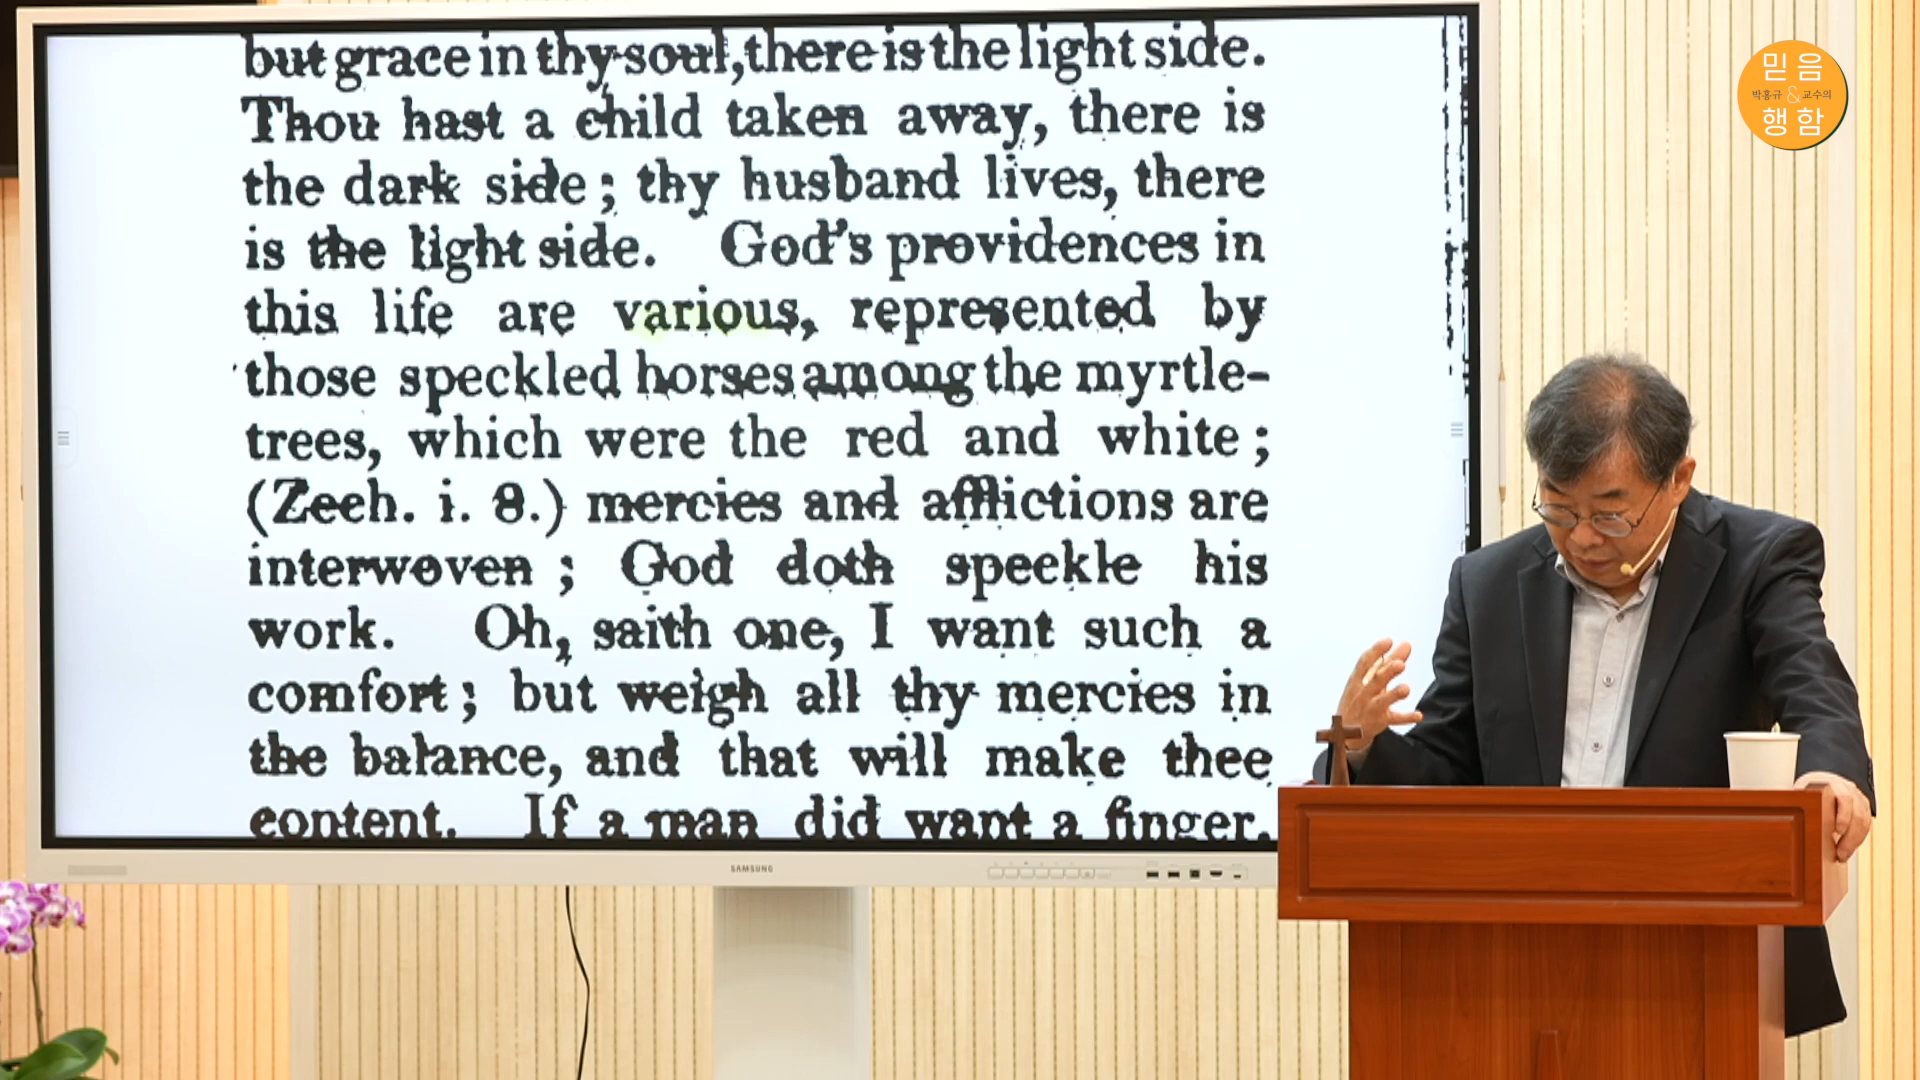 but grace in thy soul, there is the light side.
Thou hast a child taken away, there is
the dark side; thy husband lives, there
is the light side. God's providences in
this life are various, represented by
those speckled horses among the myrtle-
trees, which were the red and white;
(Zech. i. 8.) mercies and afflictions are
interwoven; God doth speckle his
work. Oh, saith one, I want such a
comfort; but weigh all thy mercies in
the balance, and that will make thee
content. If a man did want a finger,
SAMSUNG
믿음
박홍규 & 교수의
행함